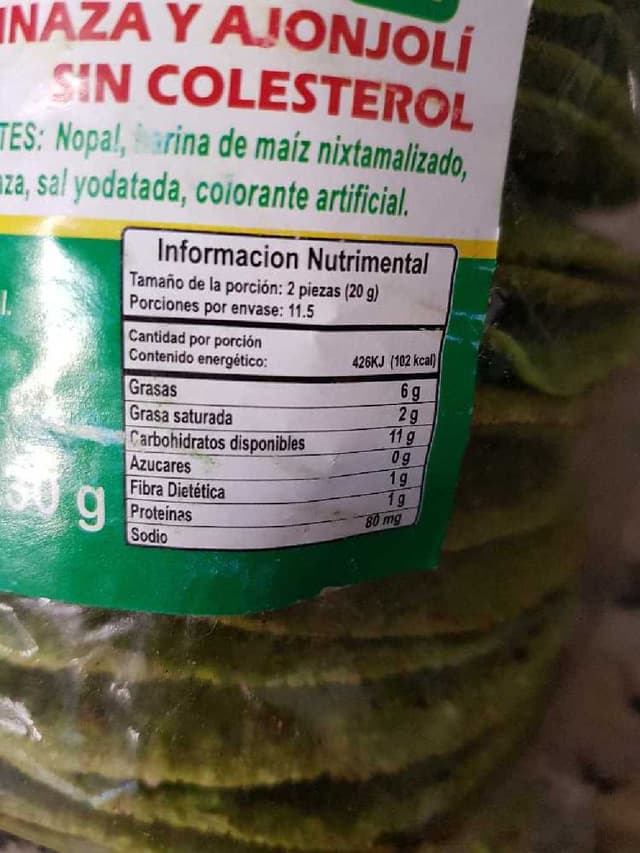 INAZA Y AJONJOLÍ
SIN COLESTEROL
TES: Nopal, harina de maíz nixtamalizado,
aza, sal yodatada, colorante artificial.
Informacion Nutrimental
Tamaño de la porción: 2 piezas (20 g)
Porciones por envase: 11.5
Cantidad por porción
Contenido energético: 426KJ (102 kcal)
Grasas 6 g
Grasa saturada 2 g
Carbohidratos disponibles 11 g
Azucares 0 g
Fibra Dietética 1 g
Proteínas 1 g
Sodio 80 mg
30 g